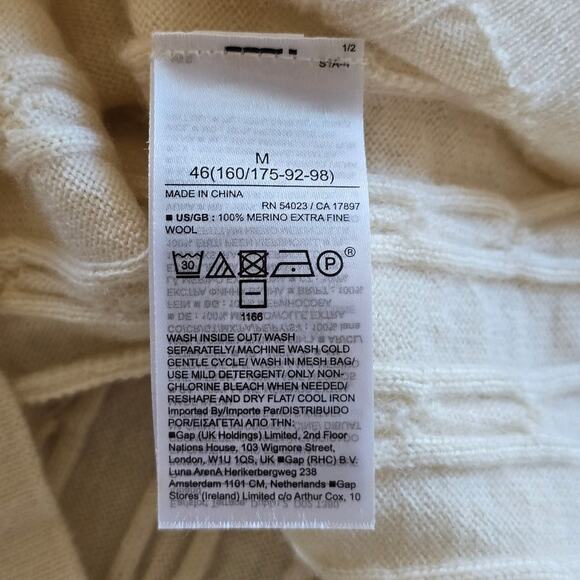 1/2
M
46(160/175-92-98)
MADE IN CHINA
RN 54023 / CA 17897
■ US/GB : 100% MERINO EXTRA FINE
WOOL
30 P ®
1166
WASH INSIDE OUT/ WASH
SEPARATELY/ MACHINE WASH COLD
GENTLE CYCLE/ WASH IN MESH BAG/
USE MILD DETERGENT/ ONLY NON-
CHLORINE BLEACH WHEN NEEDED/
RESHAPE AND DRY FLAT/ COOL IRON
Imported By/Importe Par/DISTRIBUIDO
POR/ΕΙΣΑΓΕΤΑΙ ΑΠΟ ΤΗΝ:
■Gap (UK Holdings) Limited, 2nd Floor
Nations House, 103 Wigmore Street,
London, W1U 1QS, UK ■Gap (RHC) B.V.
Luna ArenA Herikerbergweg 238
Amsterdam 1101 CM, Netherlands ■Gap
Stores (Ireland) Limited c/o Arthur Cox, 10